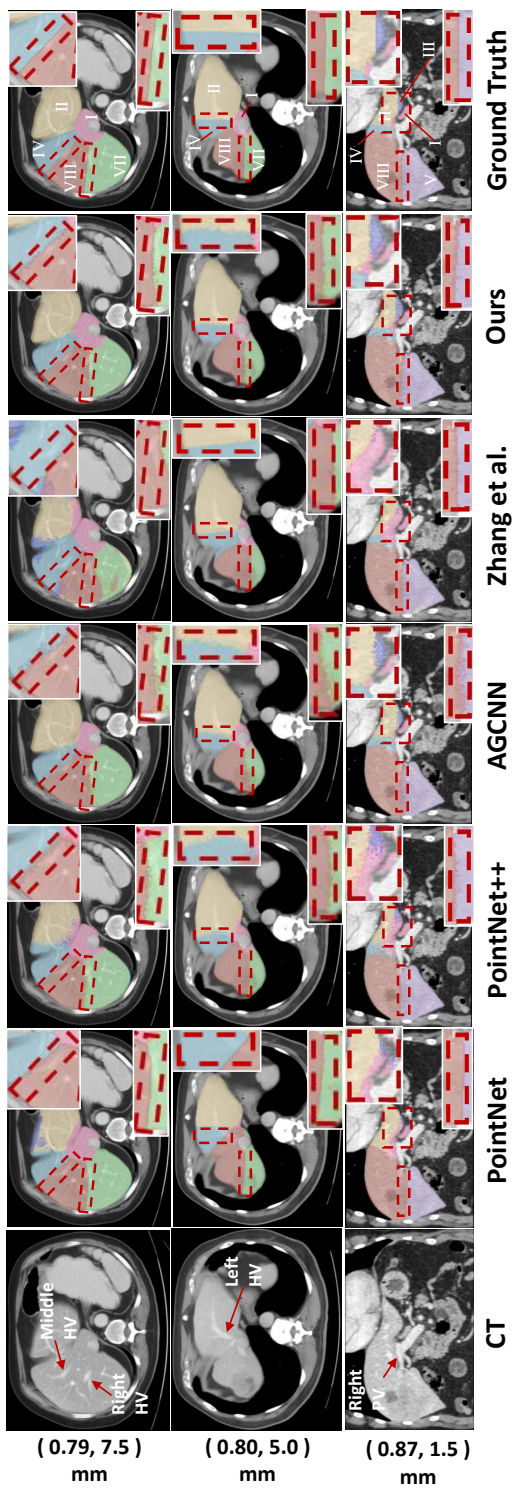 ( 0.79, 7.5 )
mm
Middle
HV
Right
HV
IV
II
VIII
I
VII
( 0.80, 5.0 )
mm
Left
HV
IV
II
VIII
I
VII
( 0.87, 1.5 )
mm
Right
PV
IV
VIII
II
III
I
V
CT
PointNet
PointNet++
AGCNN
Zhang et al.
Ours
Ground Truth